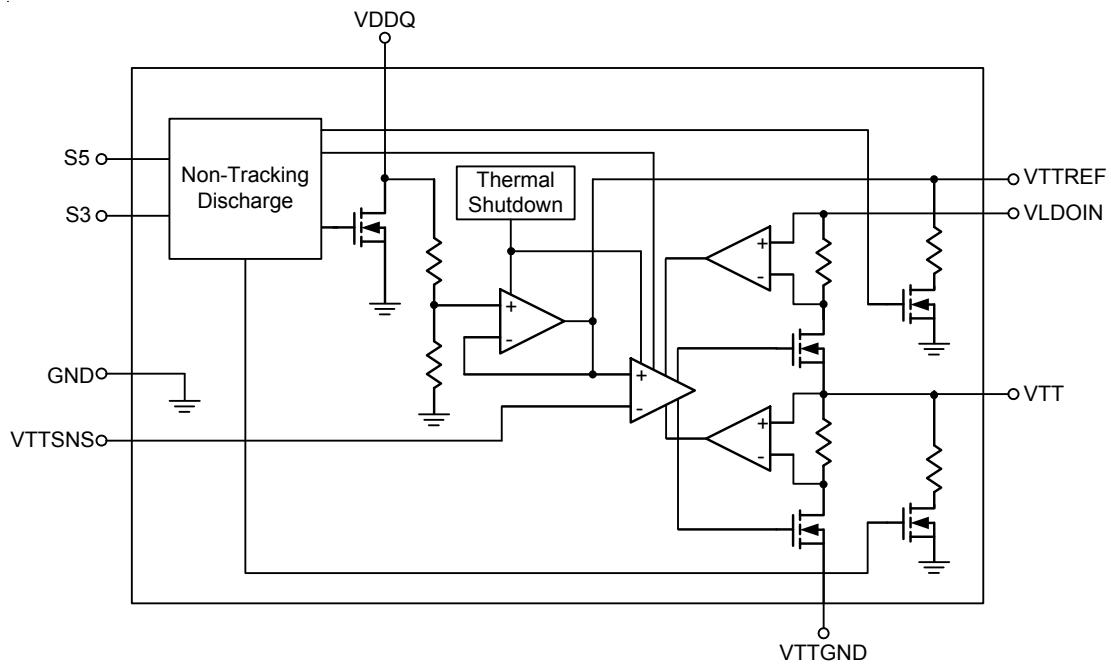 VDDQ
S5
Non-Tracking
Discharge
S3
Thermal
Shutdown
VTTREF
VLDOIN
+
-
+
-
GND
+
-
VTT
VTTSNS
+
-
VTTGND